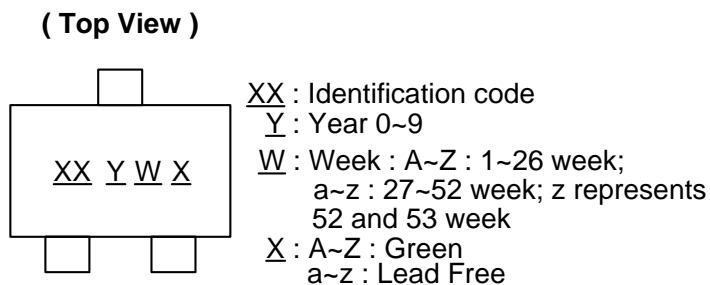 ( Top View )
XX Y W X
XX : Identification code
Y : Year 0~9
W : Week : A~Z : 1~26 week;
a~z : 27~52 week; z represents
52 and 53 week
X : A~Z : Green
a~z : Lead Free